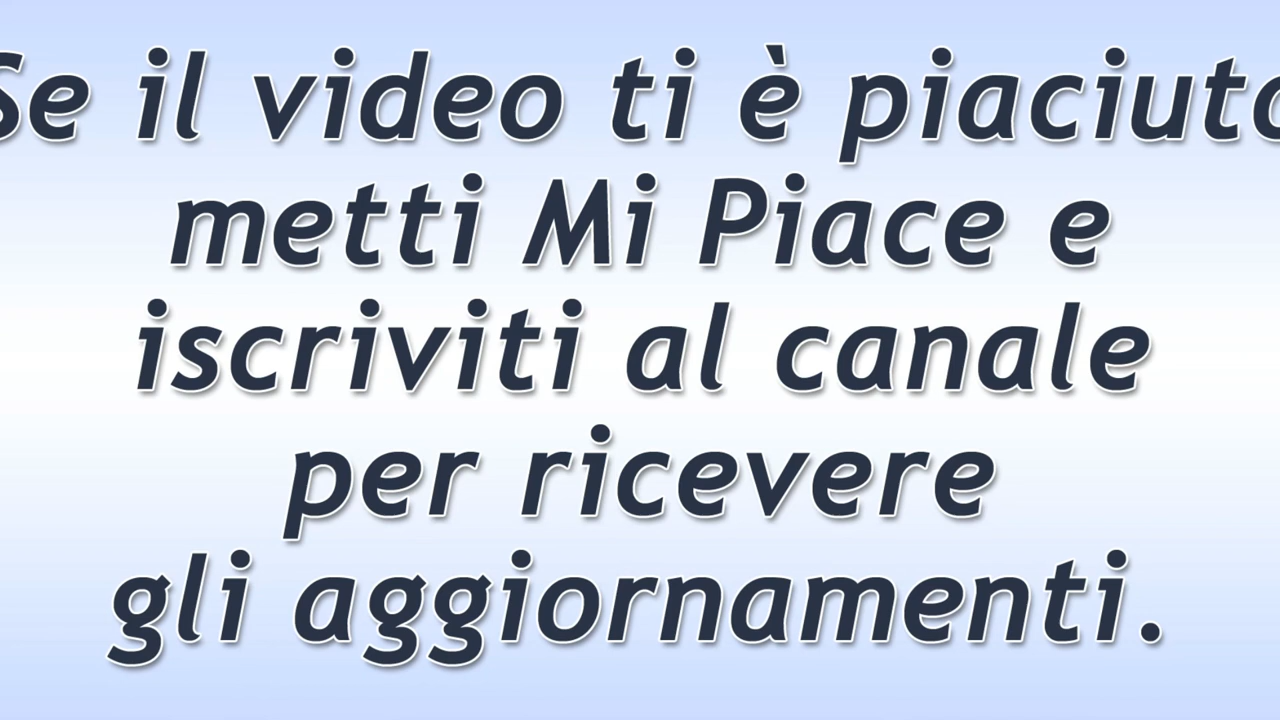 Se il video ti è piaciuto
metti Mi Piace e
iscriviti al canale
per ricevere
gli aggiornamenti.